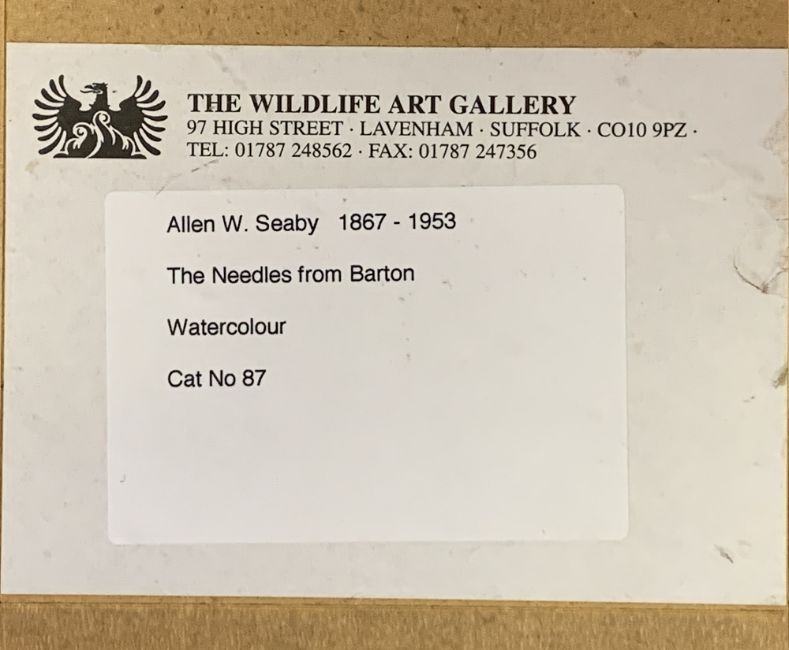 THE WILDLIFE ART GALLERY
97 HIGH STREET · LAVENHAM · SUFFOLK · CO10 9PZ ·
TEL: 01787 248562 · FAX: 01787 247356
Allen W. Seaby 1867 - 1953
The Needles from Barton
Watercolour
Cat No 87